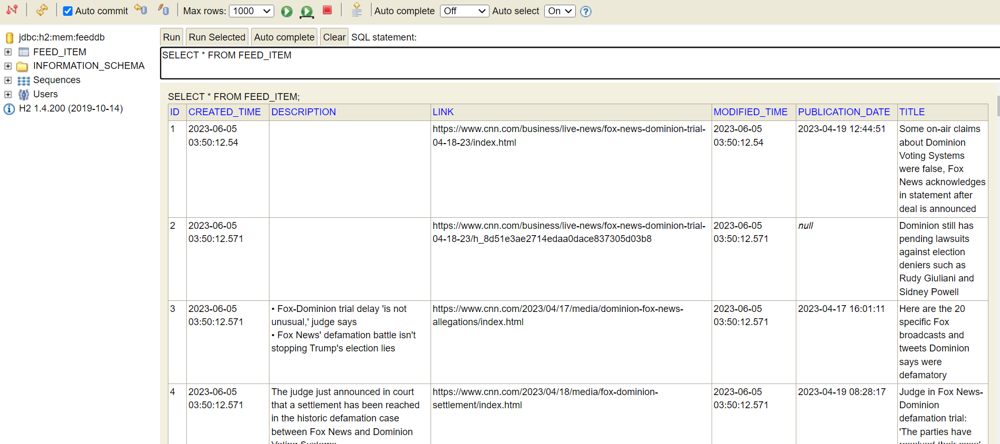 Auto commit Max rows: 1000 Auto complete Off Auto select On ?
jdbc:h2:mem:feeddb
FEED_ITEM
INFORMATION_SCHEMA
Sequences
Users
H2 1.4.200 (2019-10-14)
Run Run Selected Auto complete Clear SQL statement:
SELECT * FROM FEED_ITEM
SELECT * FROM FEED_ITEM;
ID CREATED_TIME DESCRIPTION LINK MODIFIED_TIME PUBLICATION_DATE TITLE
1
2023-06-05
03:50:12.54
https://www.cnn.com/business/live-news/fox-news-dominion-trial-
04-18-23/index.html
2023-06-05
03:50:12.54
2023-04-19 12:44:51
Some on-air claims
about Dominion
Voting Systems
were false, Fox
News acknowledges
in statement after
deal is announced
2
2023-06-05
03:50:12.571
https://www.cnn.com/business/live-news/fox-news-dominion-trial-
04-18-23/h_8d51e3ae2714edaa0dace837305d03b8
2023-06-05
03:50:12.571
null
Dominion still has
pending lawsuits
against election
deniers such as
Rudy Giuliani and
Sidney Powell
3
2023-06-05
03:50:12.571
• Fox-Dominion trial delay 'is not
unusual,' judge says
• Fox News' defamation battle isn't
stopping Trump's election lies
https://www.cnn.com/2023/04/17/media/dominion-fox-news-
allegations/index.html
2023-06-05
03:50:12.571
2023-04-17 16:01:11
Here are the 20
specific Fox
broadcasts and
tweets Dominion
says were
defamatory
4
2023-06-05
03:50:12.571
The judge just announced in court
that a settlement has been reached
in the historic defamation case
between Fox News and Dominion
Voting Systems
https://www.cnn.com/2023/04/18/media/fox-dominion-
settlement/index.html
2023-06-05
03:50:12.571
2023-04-19 08:28:17
Judge in Fox News-
Dominion
defamation trial:
'The parties have
resolved their case'